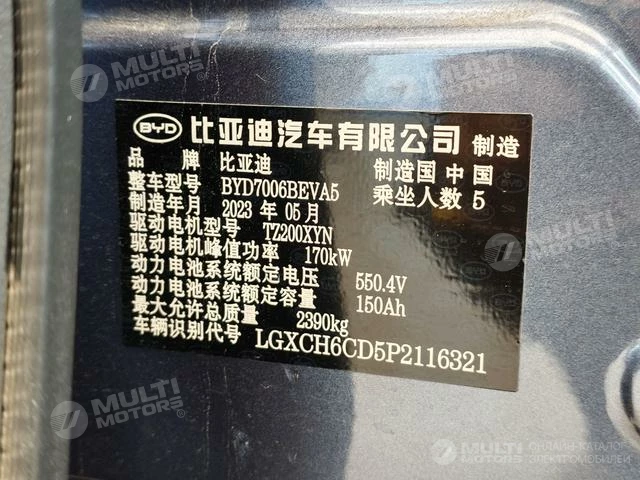 MULTI MOTORS
MULTI MOTORS
BYD 比亚迪汽车有限公司 制造
品牌 比亚迪 制造国 中国
整车型号 BYD7006BEVA5 乘坐人数 5
制造年月 2023 年 05 月
驱动电机型号 TZ200XYN
驱动电机峰值功率 170kW
动力电池系统额定电压 550.4V
动力电池系统额定容量 150Ah
最大允许总质量 2390kg
车辆识别代号 LGXCH6CD5P2116321
MULTI MOTORS
MULTI MOTORS
MULTI MOTORS
ОНЛАЙН-КАТАЛОГ
ЭЛЕКТРОМОБИЛЕЙ